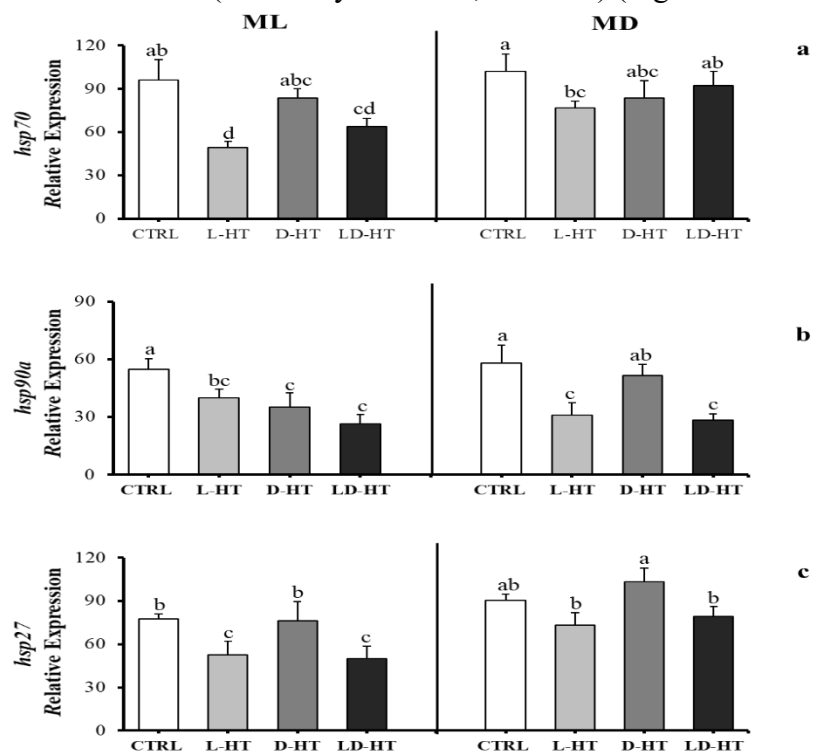 ML MD
a
hsp70
Relative Expression
120
90
60
30
0
ab d abc cd a bc abc ab
CTRL L-HT D-HT LD-HT CTRL L-HT D-HT LD-HT
b
hsp90a
Relative Expression
90
60
30
0
a bc c c a c ab c
CTRL L-HT D-HT LD-HT CTRL L-HT D-HT LD-HT
c
hsp27
Relative Expression
120
90
60
30
0
b c b c ab b a b
CTRL L-HT D-HT LD-HT CTRL L-HT D-HT LD-HT